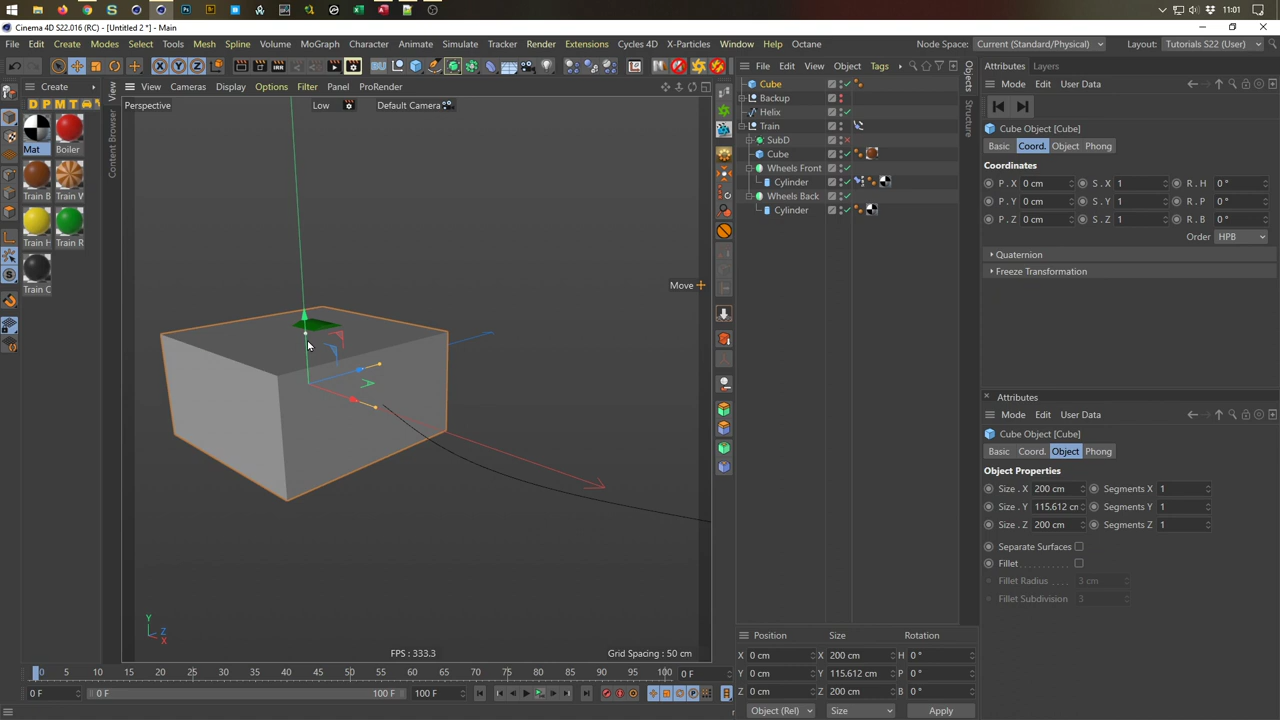 11:01
Cinema 4D S22.016 (RC) - [Untitled 2 *] - Main
File Edit Create Modes Select Tools Mesh Spline Volume MoGraph Character Animate Simulate Tracker Render Extensions Cycles 4D X-Particles Window Help Octane Node Space: Current (Standard/Physical) Layout: Tutorials S22 (User)
Create
View Cameras Display Options Filter Panel ProRender
File Edit View Object Tags
Attributes Layers
Mode Edit User Data
Perspective Low Default Camera
D P M T
Mat Boiler
Train B Train V
Train H Train R
Train C
View
Content Browser
Move
X Y Z
Y
Z
X
FPS : 333.3
Grid Spacing : 50 cm
Cube
Backup
Helix
Train
SubD
Cube
Wheels Front
Cylinder
Wheels Back
Cylinder
Objects
Structure
Cube Object [Cube]
Basic Coord. Object Phong
Coordinates
P . X 0 cm S . X 1 R . H 0 °
P . Y 0 cm S . Y 1 R . P 0 °
P . Z 0 cm S . Z 1 R . B 0 °
Order HPB
Quaternion
Freeze Transformation
Attributes
Mode Edit User Data
Cube Object [Cube]
Basic Coord. Object Phong
Object Properties
Size . X 200 cm Segments X 1
Size . Y 115.612 cm Segments Y 1
Size . Z 200 cm Segments Z 1
Separate Surfaces
Fillet
Fillet Radius 3 cm
Fillet Subdivision 3
Position Size Rotation
X 0 cm X 200 cm H 0 °
Y 0 cm Y 115.612 cm P 0 °
Z 0 cm Z 200 cm B 0 °
Object (Rel) Size Apply
0 5 10 15 20 25 30 35 40 45 50 55 60 65 70 75 80 85 90 95 100 0 F
0 F 0 F 100 F 100 F